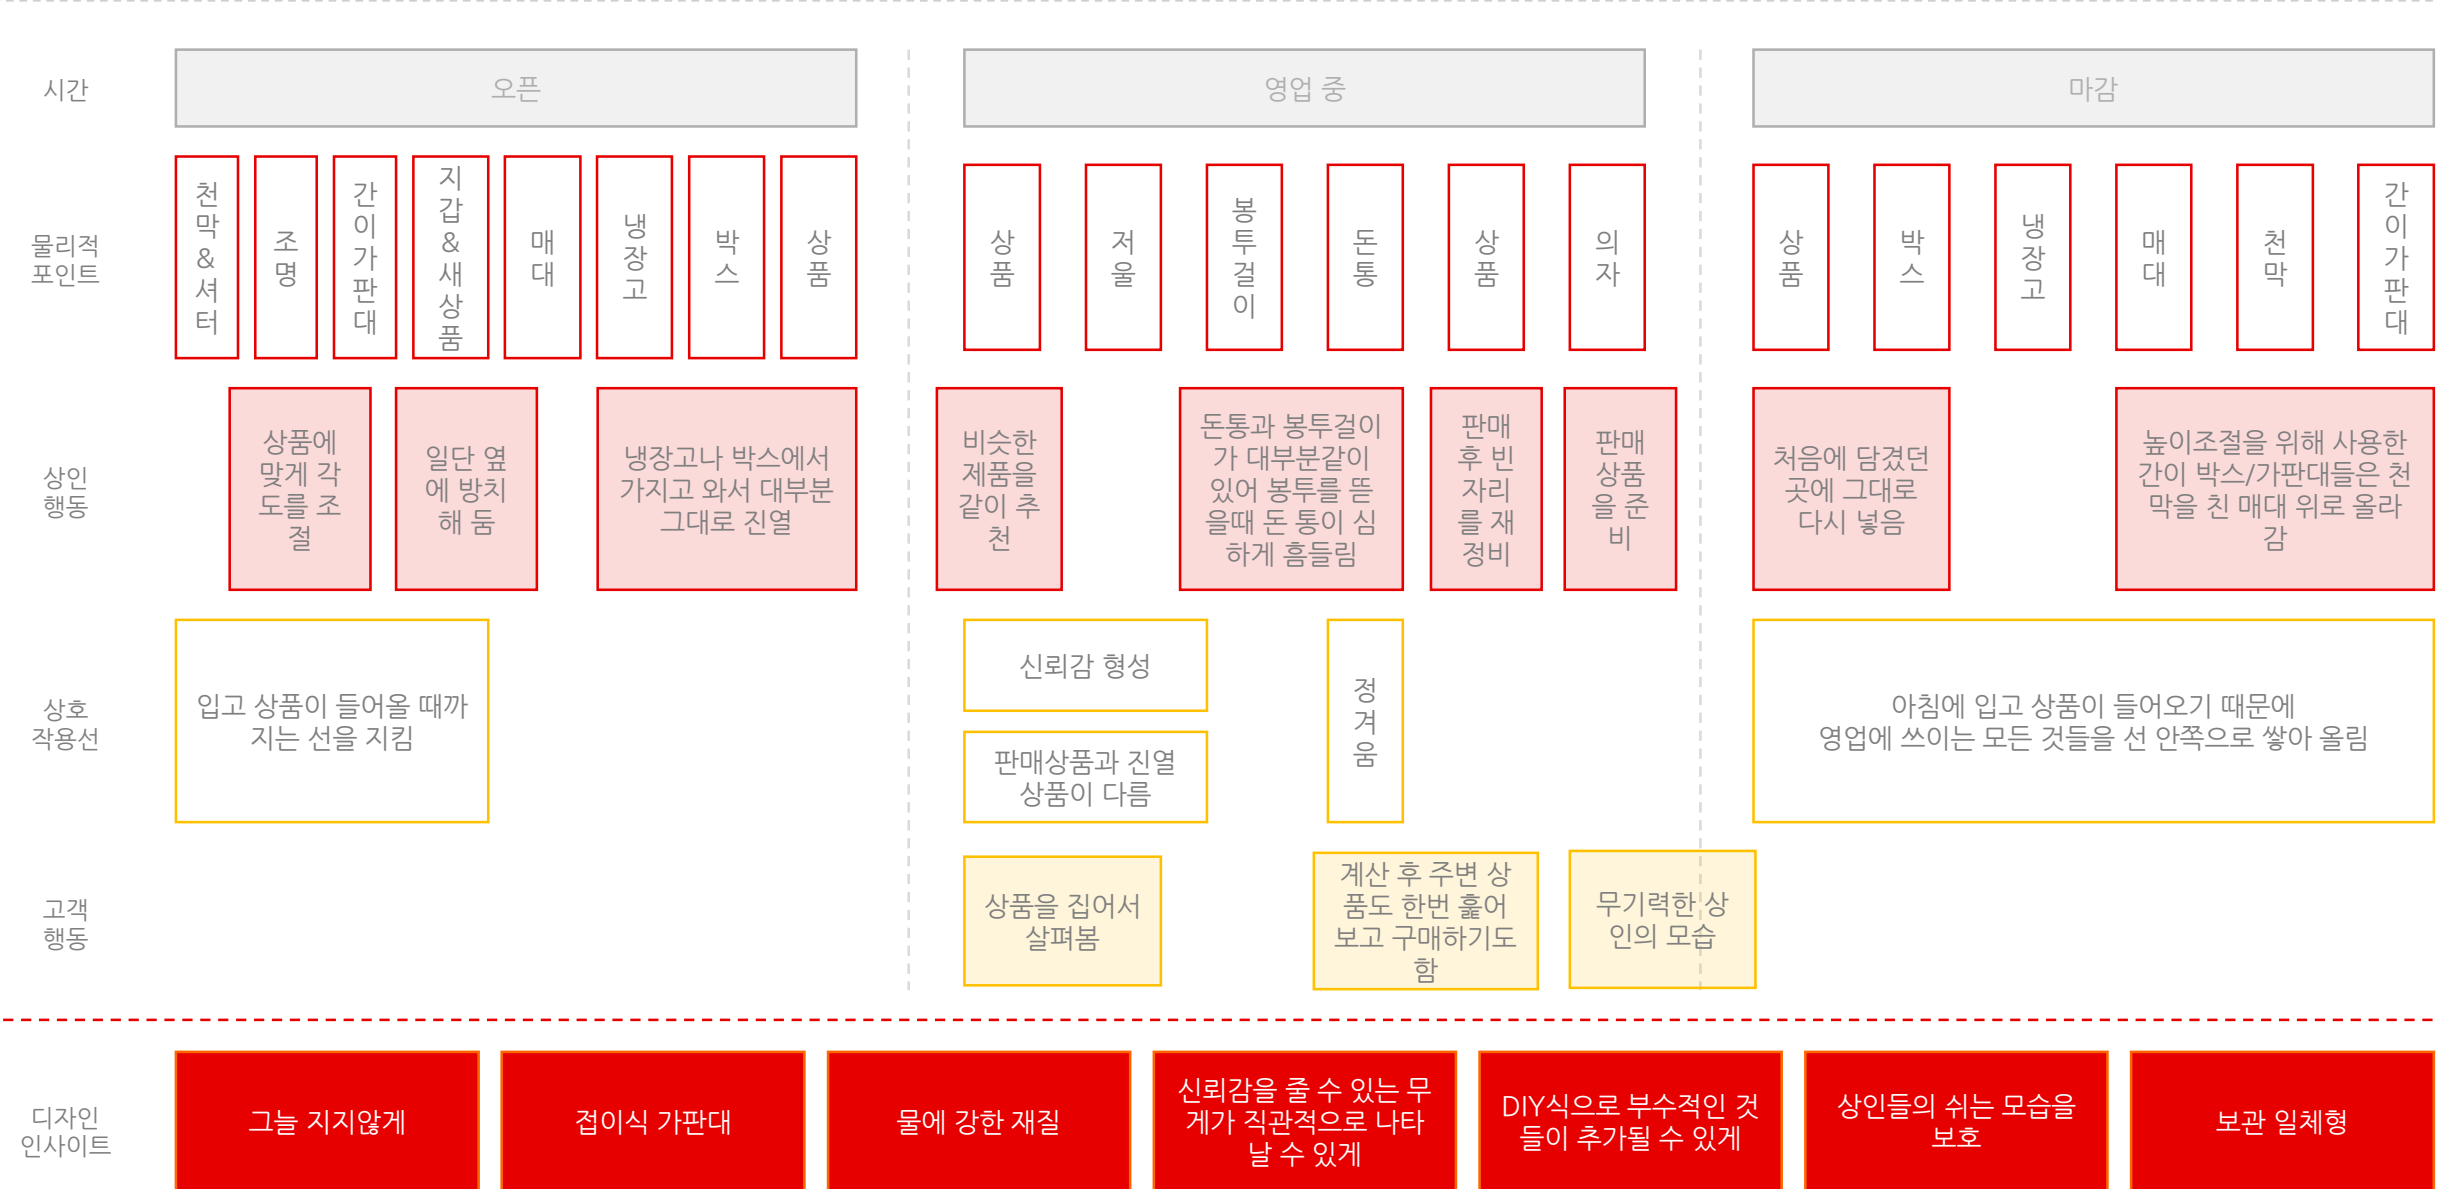 시간
오픈
영업 중
마감
물리적
포인트
천
막
&
셔
터
조
명
간
이
가
판
대
지
갑
&
새
상
품
매
대
냉
장
고
박
스
상
품
상
품
저
울
봉
투
걸
이
돈
통
상
품
의
자
상
품
박
스
냉
장
고
매
대
천
막
간
이
가
판
대
상인
행동
상품에
맞게 각
도를 조
절
일단 옆
에 방치
해 둠
냉장고나 박스에서
가지고 와서 대부분
그대로 진열
비슷한
제품을
같이 추
천
돈통과 봉투걸이
가 대부분같이
있어 봉투를 뜯
을때 돈 통이 심
하게 흠들림
판매
후 빈
자리
를 재
정비
판매
상품
을 준
비
처음에 담겼던
곳에 그대로
다시 넣음
높이조절을 위해 사용한
간이 박스/가판대들은 천
막을 친 매대 위로 올라
감
상호
작용선
입고 상품이 들어올 때까
지는 선을 지킴
신뢰감 형성
판매상품과 진열
상품이 다름
정
겨
움
아침에 입고 상품이 들어오기 때문에
영업에 쓰이는 모든 것들을 선 안쪽으로 쌓아 올림
고객
행동
상품을 집어서
살펴봄
계산 후 주변 상
품도 한번 훑어
보고 구매하기도
함
무기력한 상
인의 모습
디자인
인사이트
그늘 지지않게
접이식 가판대
물에 강한 재질
신뢰감을 줄 수 있는 무
게가 직관적으로 나타
날 수 있게
DIY식으로 부수적인 것
들이 추가될 수 있게
상인들의 쉬는 모습을
보호
보관 일체형